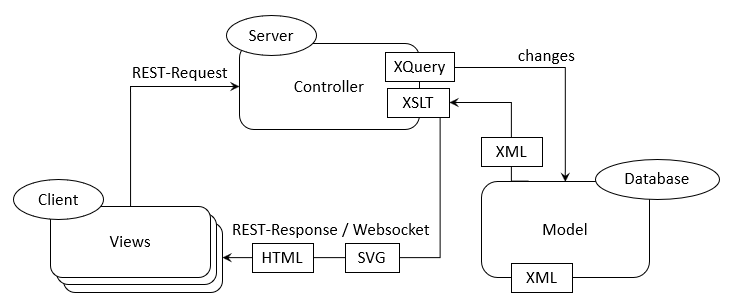 Server
XQuery
changes
REST-Request
Controller
XSLT
XML
Client
Database
REST-Response / Websocket
Views
Model
HTML
SVG
XML